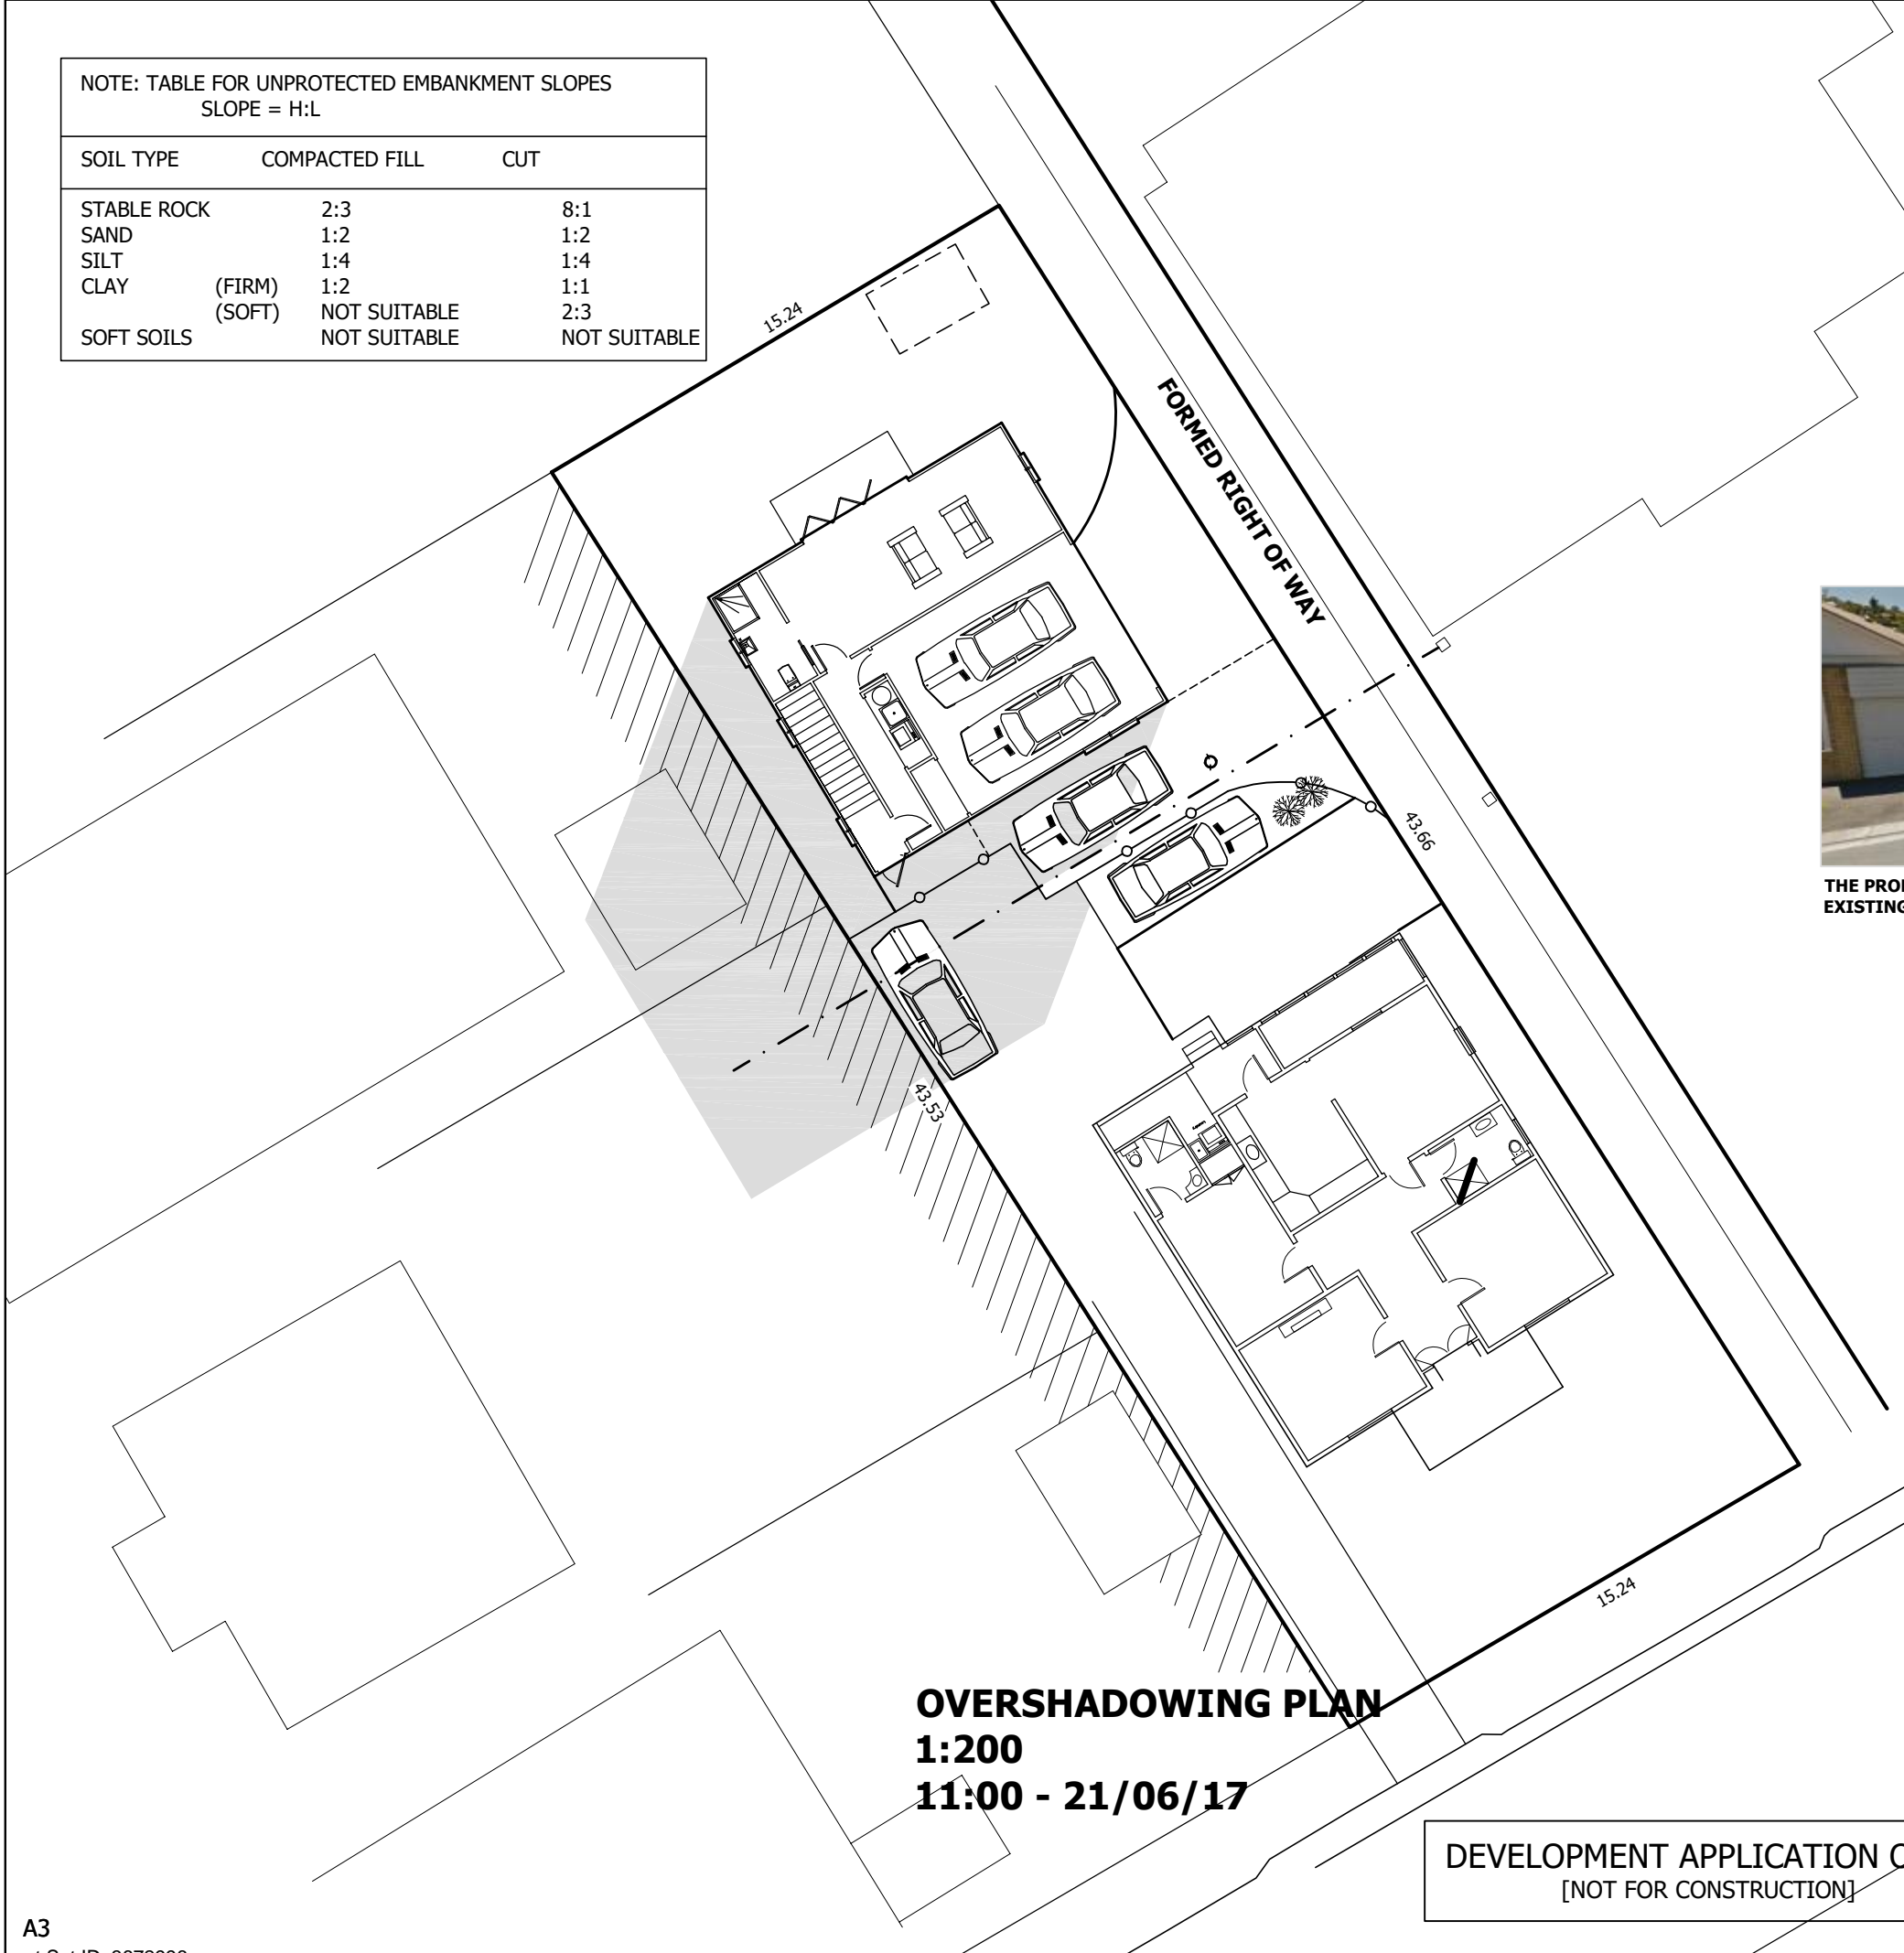 NOTE: TABLE FOR UNPROTECTED EMBANKMENT SLOPES
SLOPE = H:L
SOIL TYPE COMPACTED FILL CUT
STABLE ROCK 2:3 8:1
SAND 1:2 1:2
SILT 1:4 1:4
CLAY (FIRM) 1:2 1:1
(SOFT) NOT SUITABLE 2:3
SOFT SOILS NOT SUITABLE NOT SUITABLE
15.24
FORMED RIGHT OF WAY
43.66
THE
EXISTING
43.53
15.24
OVERSHADOWING PLAN
1:200
11:00 - 21/06/17
DEVELOPMENT APPLICATION
[NOT FOR CONSTRUCTION]
A3